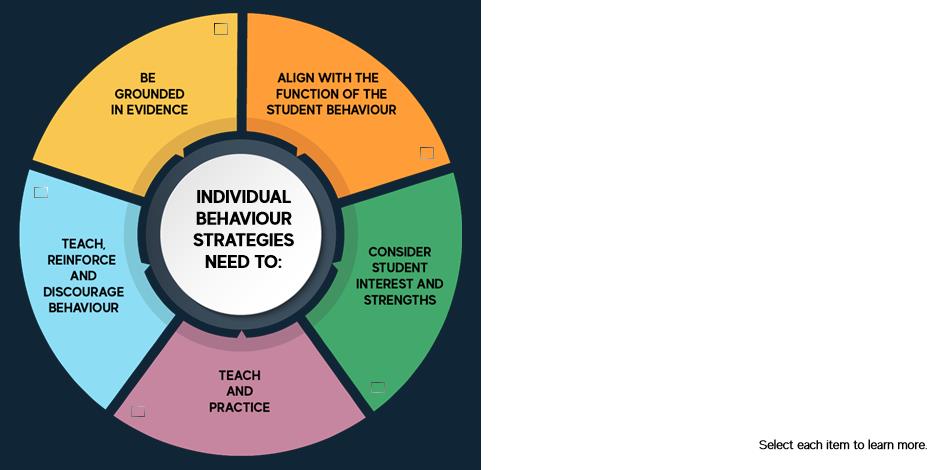 INDIVIDUAL
BEHAVIOUR
STRATEGIES
NEED TO:
BE
GROUNDED
IN EVIDENCE
ALIGN WITH THE
FUNCTION OF THE
STUDENT BEHAVIOUR
CONSIDER
STUDENT
INTEREST AND
STRENGTHS
TEACH
AND
PRACTICE
TEACH,
REINFORCE
AND
DISCOURAGE
BEHAVIOUR
Select each item to learn more.